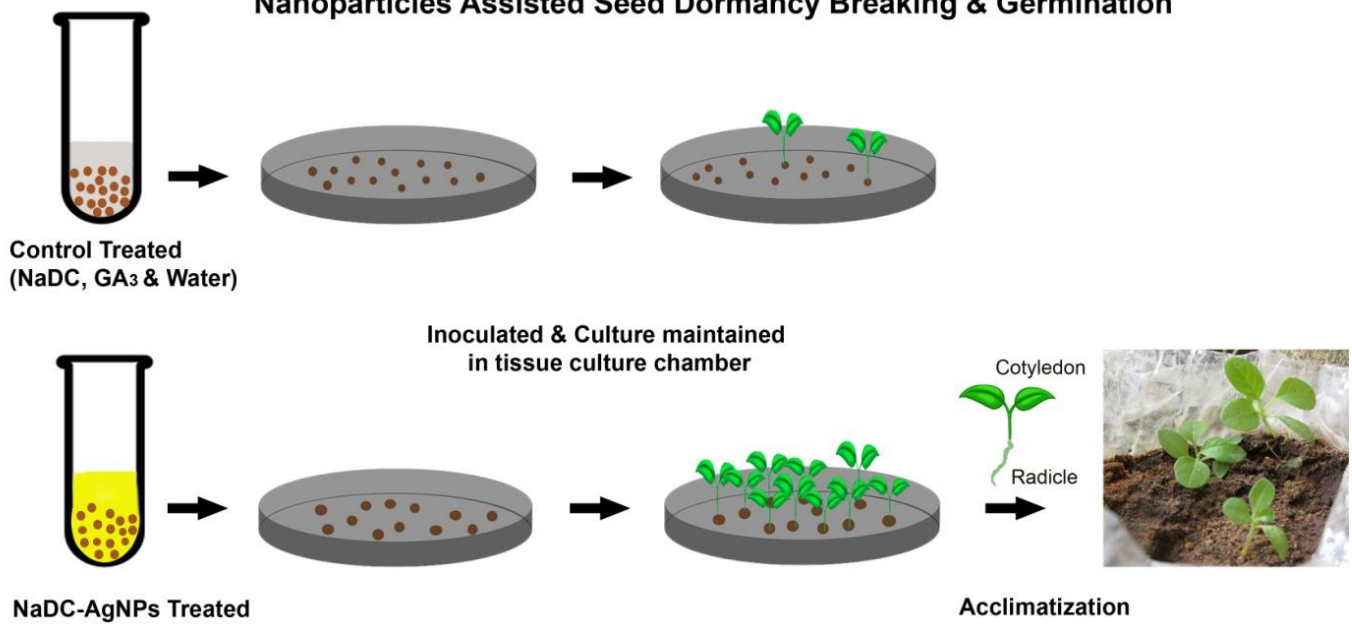 Nanoparticles Assisted Seed Dormancy Breaking & Germination
Control Treated
(NaDC, GA₃ & Water)
Inoculated & Culture maintained
in tissue culture chamber
Cotyledon
Radicle
NaDC-AgNPs Treated
Acclimatization